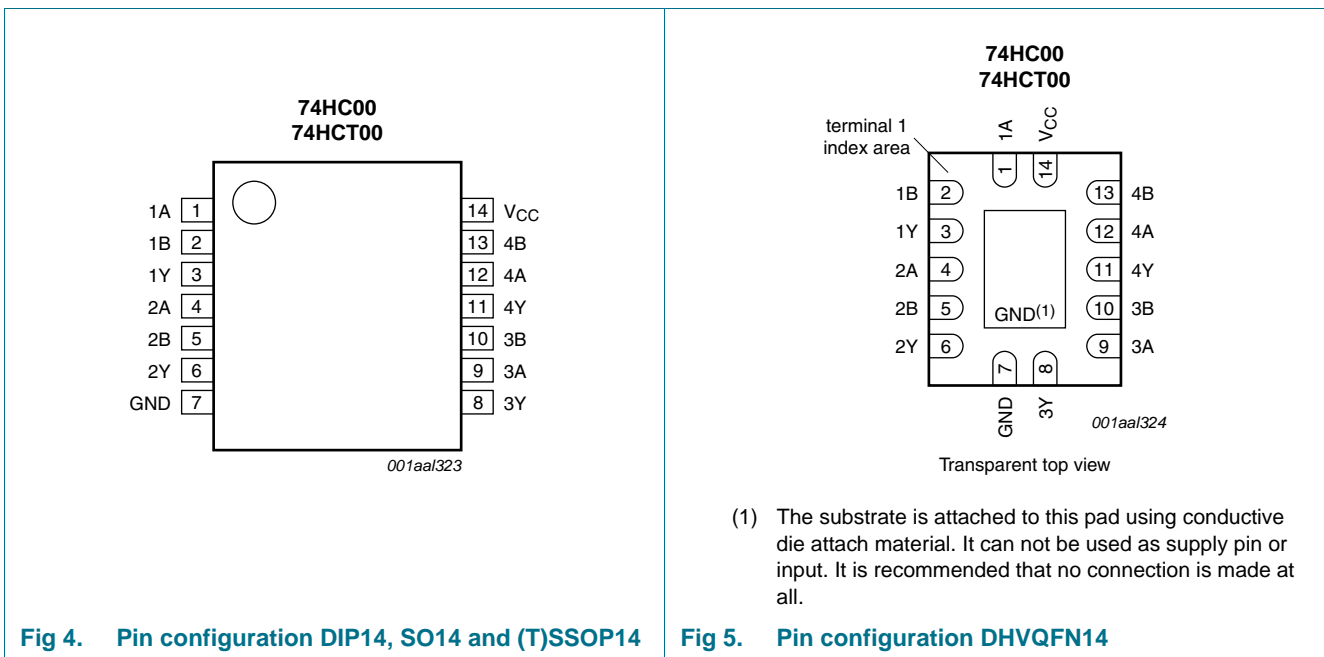 74HC00
74HCT00
1A 1
1B 2
1Y 3
2A 4
2B 5
2Y 6
GND 7
14 VCC
13 4B
12 4A
11 4Y
10 3B
9 3A
8 3Y
001aal323
Fig 4. Pin configuration DIP14, SO14 and (T)SSOP14
74HC00
74HCT00
terminal 1
index area
1A
VCC
1
14
1B 2
1Y 3
2A 4
2B 5
2Y 6
13 4B
12 4A
11 4Y
10 3B
9 3A
GND(1)
7
8
GND
3Y
001aal324
Transparent top view
(1) The substrate is attached to this pad using conductive
die attach material. It can not be used as supply pin or
input. It is recommended that no connection is made at
all.
Fig 5. Pin configuration DHVQFN14